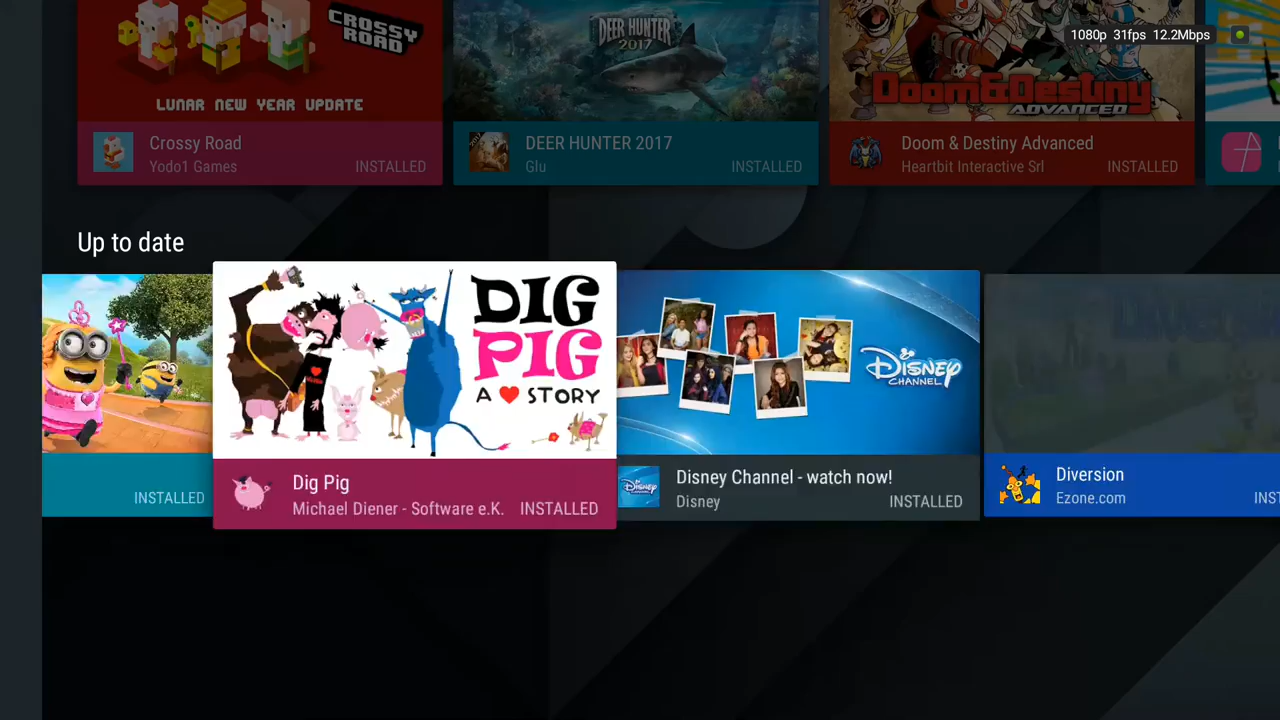 CROSSY
ROAD
LUNAR NEW YEAR UPDATE
Crossy Road
Yodo1 Games
INSTALLED
DEER HUNTER
2017
DEER HUNTER 2017
Glu
INSTALLED
Doom&Destiny
ADVANCED
Doom & Destiny Advanced
Heartbit Interactive Srl
INSTALLED
1080p 31fps 12.2Mbps
Up to date
INSTALLED
DIG
PIG
A ♥ STORY
Dig Pig
Michael Diener - Software e.K.
INSTALLED
Disney
CHANNEL
Disney Channel - watch now!
Disney
INSTALLED
Diversion
Ezone.com